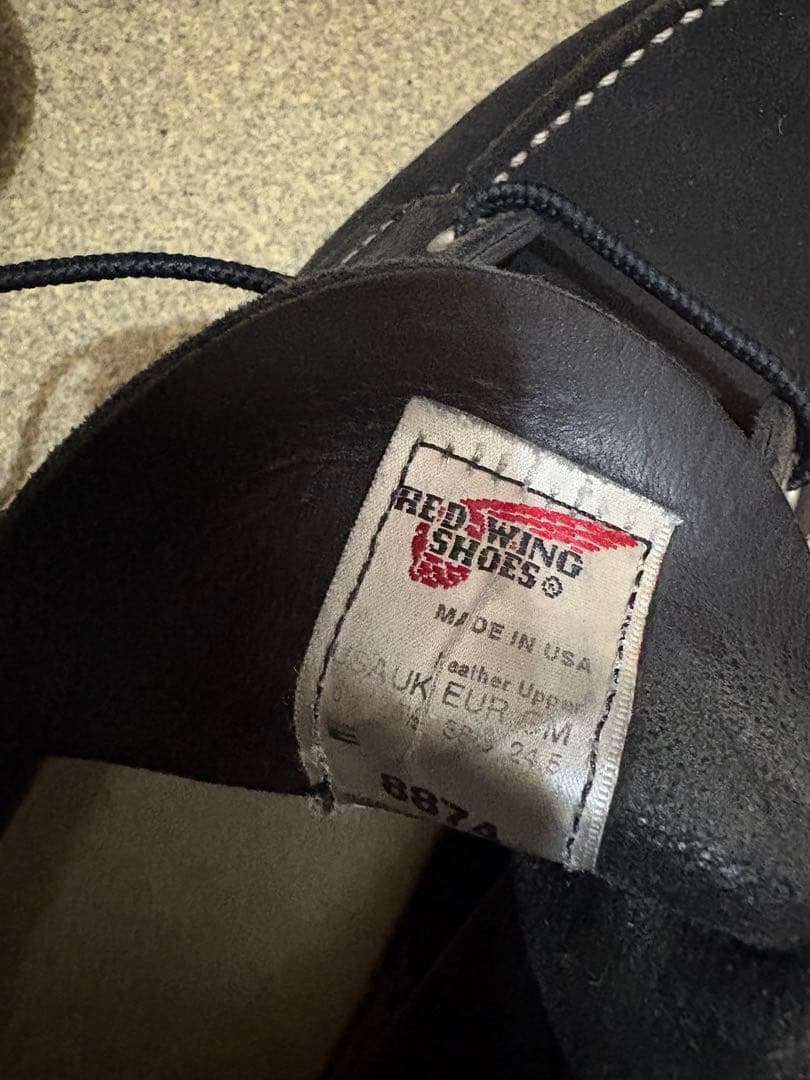 RED WING
SHOES®
MADE IN USA
Leather Upper
USA UK EUR CM
24.5
E
8874